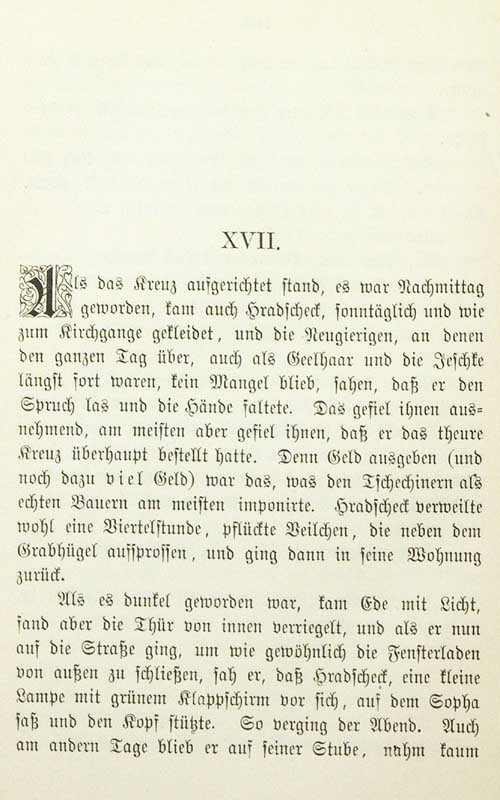 XVII.
Als das Kreuz aufgerichtet stand, es war Nachmittag
geworden, kam auch Hradscheck, sonntäglich und wie
zum Kirchgange gekleidet, und die Neugierigen, an denen
den ganzen Tag über, auch als Geelhaar und die Jeschke
längst fort waren, kein Mangel blieb, sahen, daß er den
Spruch las und die Hände faltete. Das gefiel ihnen aus-
nehmend, am meisten aber gefiel ihnen, daß er das theure
Kreuz überhaupt bestellt hatte. Denn Geld ausgeben (und
noch dazu viel Geld) war das, was den Tschechinern als
echten Bauern am meisten imponirte. Hradscheck verweilte
wohl eine Viertelstunde, pflückte Veilchen, die neben dem
Grabhügel aufsprossen, und ging dann in seine Wohnung
zurück.
Als es dunkel geworden war, kam Ede mit Licht,
fand aber die Thür von innen verriegelt, und als er nun
auf die Straße ging, um wie gewöhnlich die Fensterladen
von außen zu schließen, sah er, daß Hradscheck, eine kleine
Lampe mit grünem Klappschirm vor sich, auf dem Sopha
saß und den Kopf stützte. So verging der Abend. Auch
am andern Tage blieb er auf seiner Stube, nahm kaum